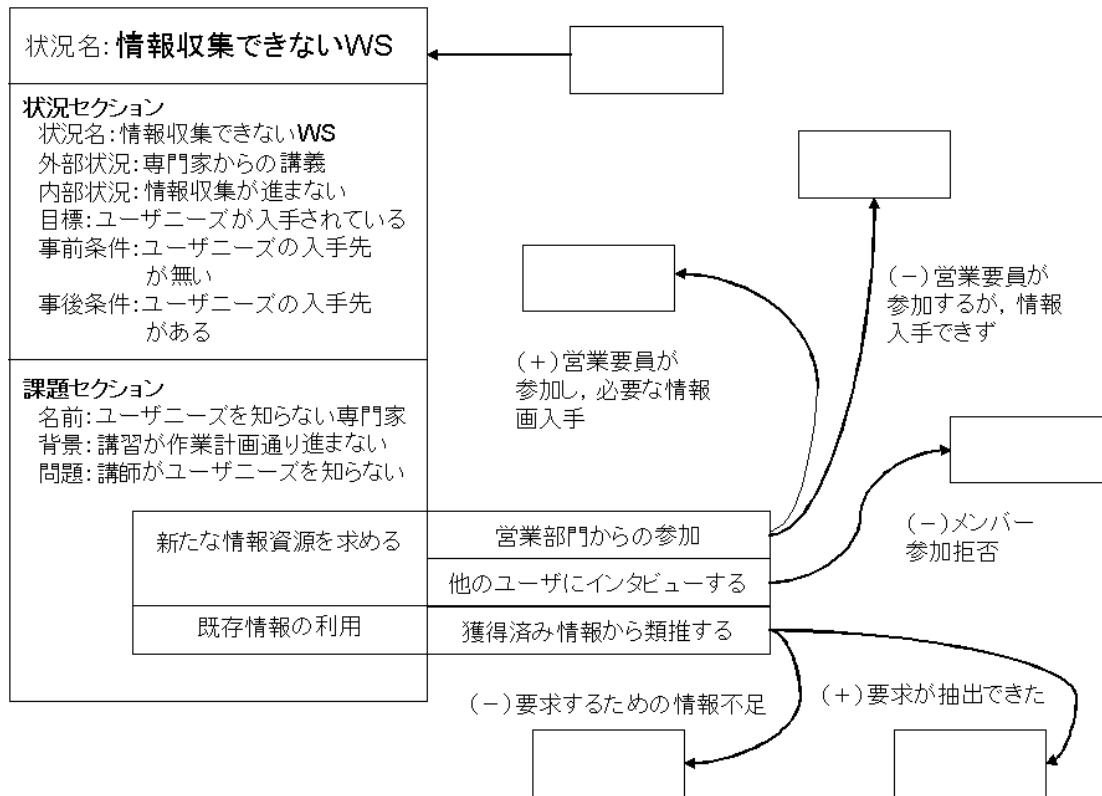 状況名:情報収集できないWS
状況セクション
状況名:情報収集できないWS
外部状況:専門家からの講義
内部状況:情報収集が進まない
目標:ユーザニーズが入手されている
事前条件:ユーザニーズの入手先
が無い
事後条件:ユーザニーズの入手先
がある
課題セクション
名前:ユーザニーズを知らない専門家
背景:講習が作業計画通り進まない
問題:講師がユーザニーズを知らない
新たな情報資源を求める
営業部門からの参加
他のユーザにインタビューする
既存情報の利用
獲得済み情報から類推する
(+)営業要員が
参加し,必要な情報
画入手
(-)営業要員が
参加するが,情報
入手できず
(-)メンバー
参加拒否
(-)要求するための情報不足
(+)要求が抽出できた